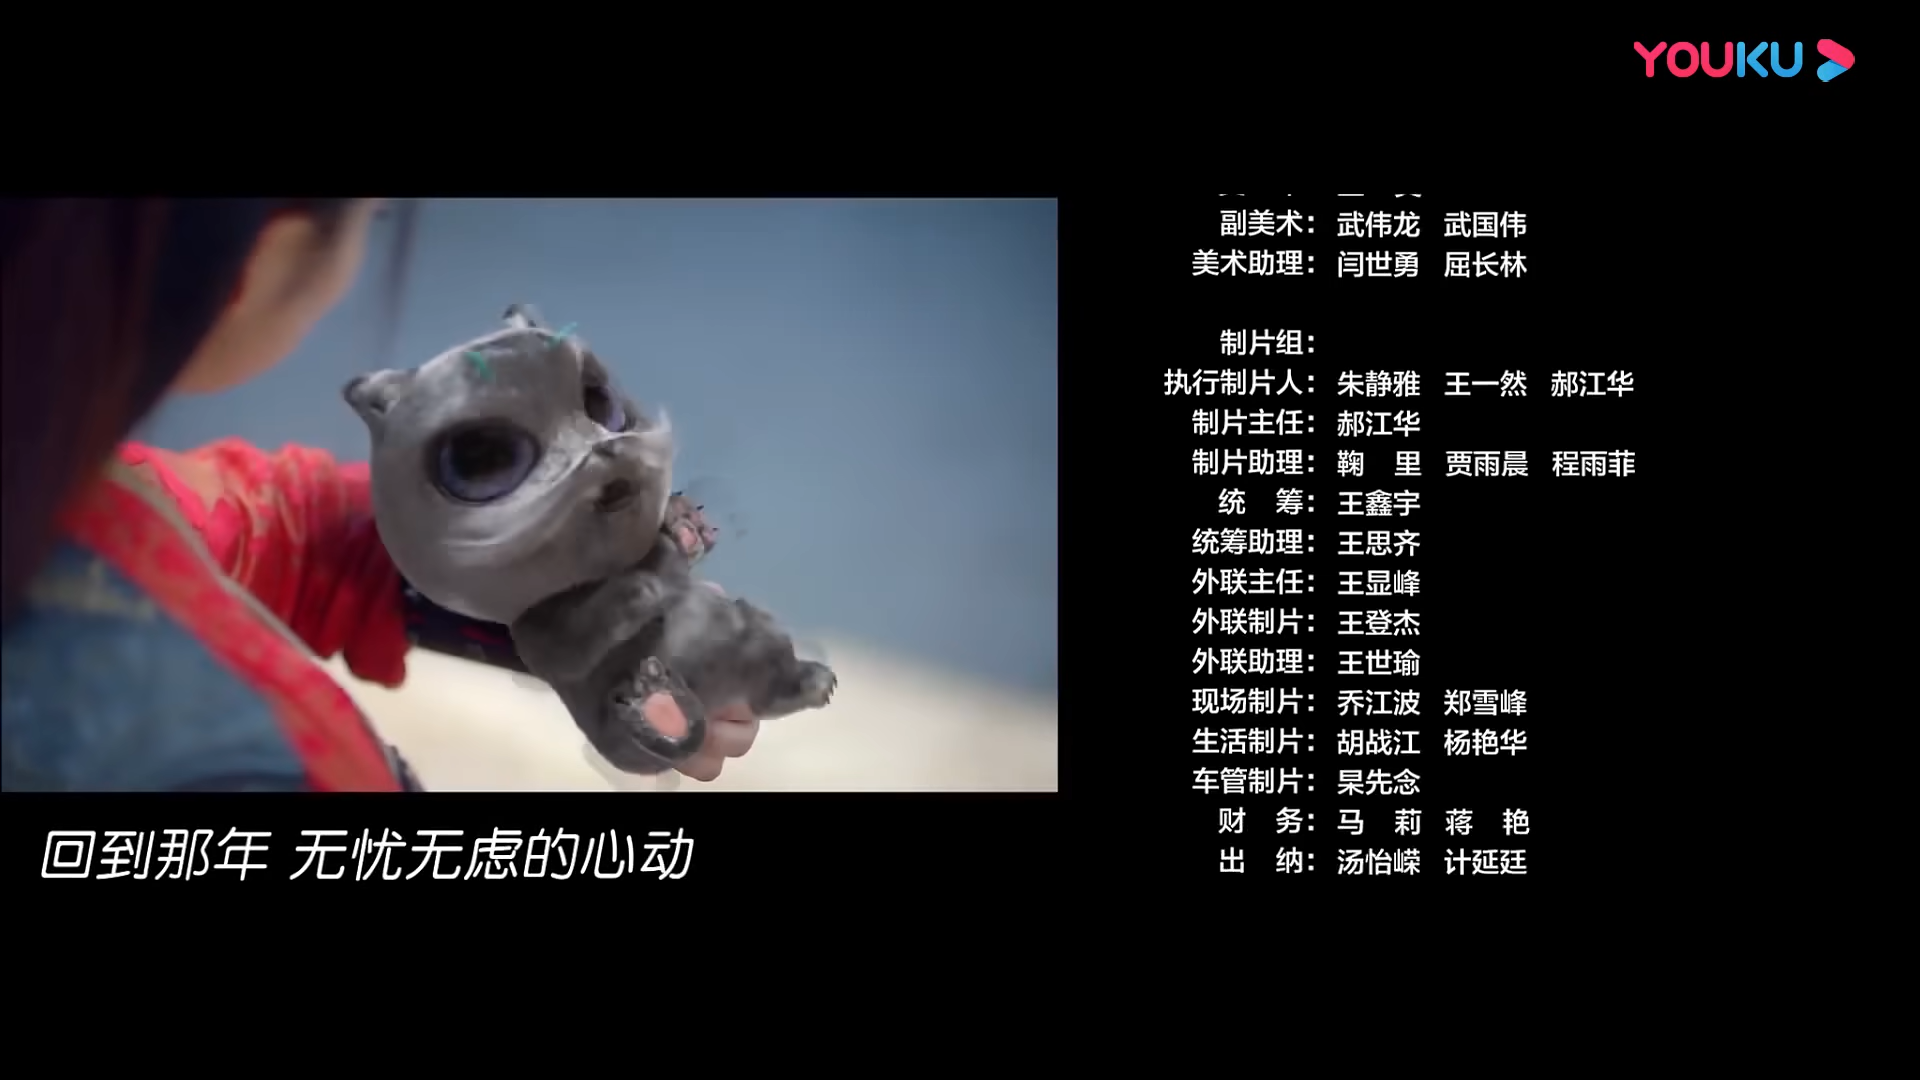 YOUKU
副美术： 武伟龙 武国伟
美术助理： 闫世勇 屈长林
制片组：
执行制片人： 朱静雅 王一然 郝江华
制片主任： 郝江华
制片助理： 鞠 里 贾雨晨 程雨菲
统 筹： 王鑫宇
统筹助理： 王思齐
外联主任： 王显峰
外联制片： 王登杰
外联助理： 王世瑜
现场制片： 乔江波 郑雪峰
生活制片： 胡战江 杨艳华
车管制片： 杲先念
财 务： 马 莉 蒋 艳
出 纳： 汤怡嵘 计延廷
回到那年 无忧无虑的心动